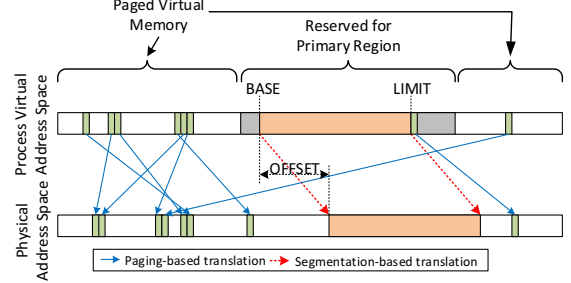 Paged Virtual
Memory
Reserved for
Primary Region
BASE
LIMIT
Process Virtual
Address Space
OFFSET
Physical
Address Space
Paging-based translation
Segmentation-based translation